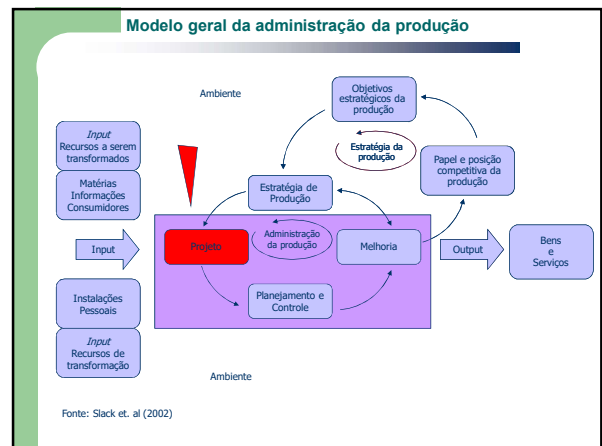 Modelo geral da administração da produção
Ambiente
Objetivos
estratégicos da
produção
Input
Recursos a serem
transformados
Estratégia da
produção
Papel e posição
competitiva da
produção
Matérias
Informações
Consumidores
Estratégia de
Produção
Input
Projeto
Administração
da produção
Melhoria
Output
Bens
e
Serviços
Planejamento e
Controle
Instalações
Pessoais
Input
Recursos de
transformação
Ambiente
Fonte: Slack et. al (2002)